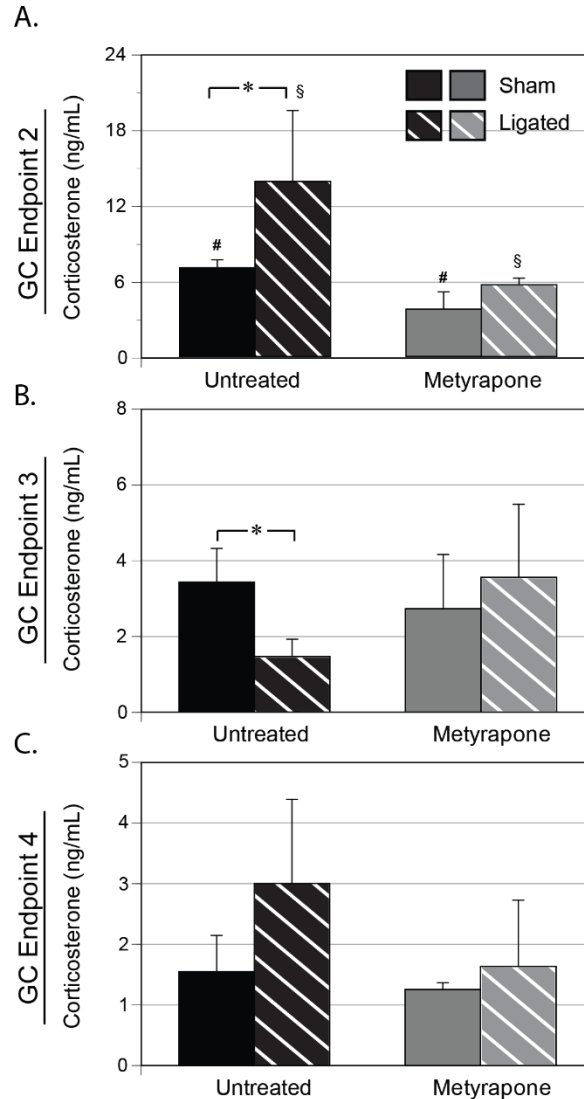 A.
GC Endpoint 2
Corticosterone (ng/mL)
24
18
12
6
0
*
§
#
#
§
Sham
Ligated
Untreated
Metyrapone
B.
GC Endpoint 3
Corticosterone (ng/mL)
8
6
4
2
0
*
Untreated
Metyrapone
C.
GC Endpoint 4
Corticosterone (ng/mL)
5
4
3
2
1
0
Untreated
Metyrapone